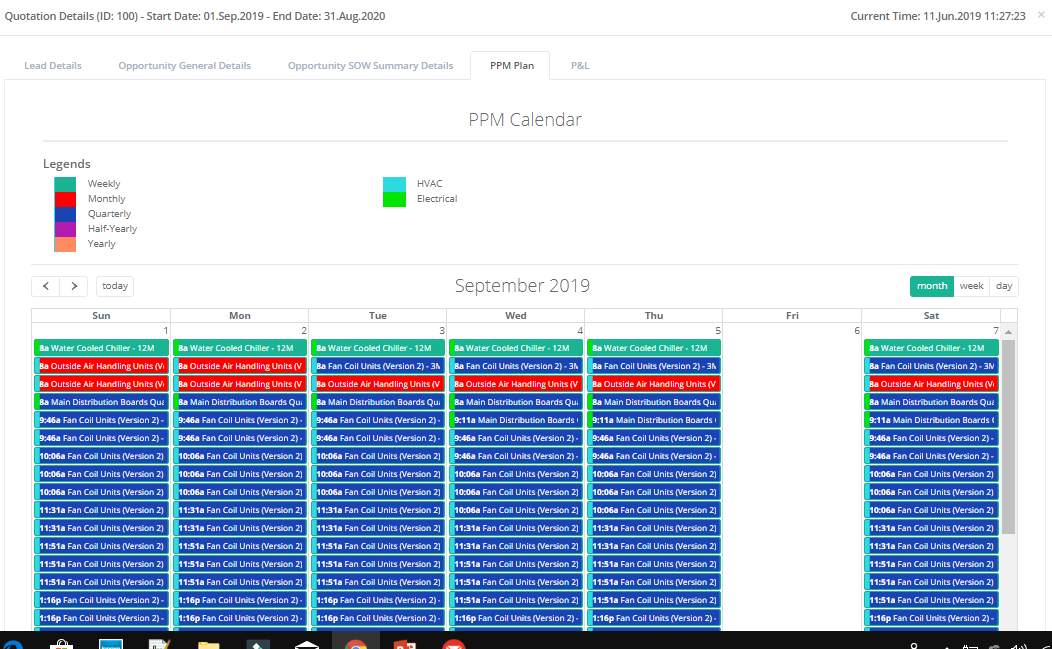 Quotation Details (ID: 100) - Start Date: 01.Sep.2019 - End Date: 31.Aug.2020 Current Time: 11.Jun.2019 11:27:23 ×
Lead Details Opportunity General Details Opportunity SOW Summary Details PPM Plan P&L
PPM Calendar
Legends
Weekly HVAC
Monthly Electrical
Quarterly
Half-Yearly
Yearly
< > today September 2019 month week day
Sun Mon Tue Wed Thu Fri Sat
1 2 3 4 5 6 7
8a Water Cooled Chiller - 12M 8a Water Cooled Chiller - 12M 8a Water Cooled Chiller - 12M 8a Water Cooled Chiller - 12M 8a Water Cooled Chiller - 12M 8a Water Cooled Chiller - 12M
8a Outside Air Handling Units (V 8a Outside Air Handling Units (V 8a Fan Coil Units (Version 2) - 3M 8a Fan Coil Units (Version 2) - 3M 8a Fan Coil Units (Version 2) - 3M 8a Fan Coil Units (Version 2) - 3M
8a Outside Air Handling Units (V 8a Outside Air Handling Units (V 8a Outside Air Handling Units (V 8a Outside Air Handling Units (V 8a Outside Air Handling Units (V 8a Outside Air Handling Units (V
8a Main Distribution Boards Qua 8a Main Distribution Boards Qua 8a Main Distribution Boards Qua 8a Main Distribution Boards Qua 8a Main Distribution Boards Qua 8a Main Distribution Boards Qua
9:46a Fan Coil Units (Version 2) - 9:46a Fan Coil Units (Version 2) - 9:46a Fan Coil Units (Version 2) - 9:11a Main Distribution Boards 9:11a Main Distribution Boards 9:11a Main Distribution Boards
9:46a Fan Coil Units (Version 2) - 9:46a Fan Coil Units (Version 2) - 9:46a Fan Coil Units (Version 2) - 9:46a Fan Coil Units (Version 2) - 9:46a Fan Coil Units (Version 2) - 9:46a Fan Coil Units (Version 2) -
10:06a Fan Coil Units (Version 2) 10:06a Fan Coil Units (Version 2) 10:06a Fan Coil Units (Version 2) 9:46a Fan Coil Units (Version 2) - 9:46a Fan Coil Units (Version 2) - 9:46a Fan Coil Units (Version 2) -
10:06a Fan Coil Units (Version 2) 10:06a Fan Coil Units (Version 2) 10:06a Fan Coil Units (Version 2) 10:06a Fan Coil Units (Version 2) 10:06a Fan Coil Units (Version 2) 10:06a Fan Coil Units (Version 2)
10:06a Fan Coil Units (Version 2) 10:06a Fan Coil Units (Version 2) 10:06a Fan Coil Units (Version 2) 10:06a Fan Coil Units (Version 2) 10:06a Fan Coil Units (Version 2) 10:06a Fan Coil Units (Version 2)
11:31a Fan Coil Units (Version 2) 11:31a Fan Coil Units (Version 2) 11:31a Fan Coil Units (Version 2) 10:06a Fan Coil Units (Version 2) 10:06a Fan Coil Units (Version 2) 10:06a Fan Coil Units (Version 2)
11:31a Fan Coil Units (Version 2) 11:31a Fan Coil Units (Version 2) 11:31a Fan Coil Units (Version 2) 11:31a Fan Coil Units (Version 2) 11:31a Fan Coil Units (Version 2) 11:31a Fan Coil Units (Version 2)
11:51a Fan Coil Units (Version 2) 11:51a Fan Coil Units (Version 2) 11:51a Fan Coil Units (Version 2) 11:31a Fan Coil Units (Version 2) 11:31a Fan Coil Units (Version 2) 11:31a Fan Coil Units (Version 2)
11:51a Fan Coil Units (Version 2) 11:51a Fan Coil Units (Version 2) 11:51a Fan Coil Units (Version 2) 11:51a Fan Coil Units (Version 2) 11:51a Fan Coil Units (Version 2) 11:51a Fan Coil Units (Version 2)
11:51a Fan Coil Units (Version 2) 11:51a Fan Coil Units (Version 2) 11:51a Fan Coil Units (Version 2) 11:51a Fan Coil Units (Version 2) 11:51a Fan Coil Units (Version 2) 11:51a Fan Coil Units (Version 2)
1:16p Fan Coil Units (Version 2) - 1:16p Fan Coil Units (Version 2) - 1:16p Fan Coil Units (Version 2) - 11:51a Fan Coil Units (Version 2) 11:51a Fan Coil Units (Version 2) 11:51a Fan Coil Units (Version 2)
1:16p Fan Coil Units (Version 2) - 1:16p Fan Coil Units (Version 2) - 1:16p Fan Coil Units (Version 2) - 1:16p Fan Coil Units (Version 2) - 1:16p Fan Coil Units (Version 2) - 1:16p Fan Coil Units (Version 2) -